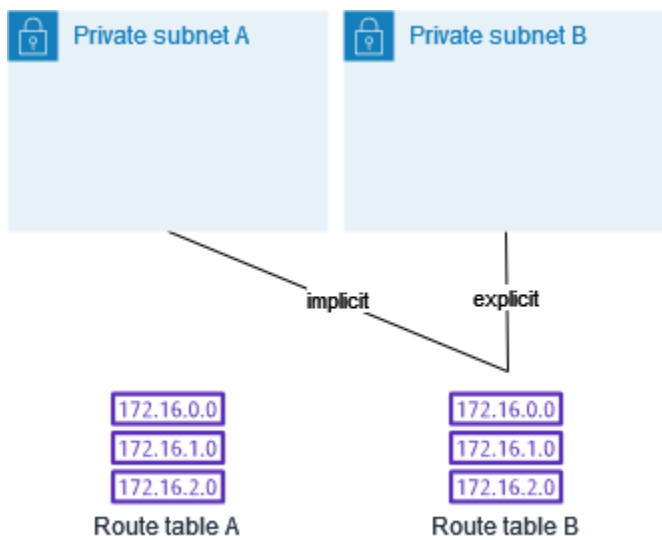 Private subnet A
Private subnet B
implicit
explicit
172.16.0.0
172.16.1.0
172.16.2.0
Route table A
172.16.0.0
172.16.1.0
172.16.2.0
Route table B